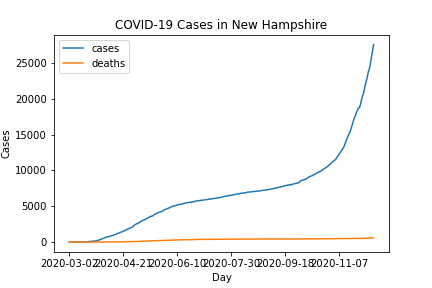 COVID-19 Cases in New Hampshire
cases
deaths
25000
20000
15000
10000
5000
0
Cases
2020-03-02 2020-04-21 2020-06-10 2020-07-30 2020-09-18 2020-11-07
Day